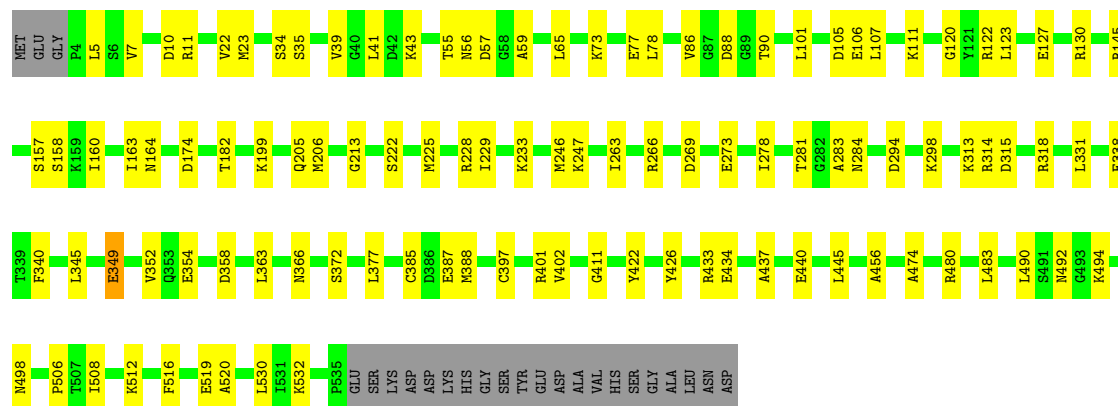 MET GLU GLY P4 L5 S6 V7 D10 R11 V22 M23 S34 S35 V39 G40 L41 D42 K43 T55 N56 D57 G58 A59 L65 K73 E77 L78 V86 G87 D88 G89 T90 L101 D105 E106 L107 K111 G120 Y121 R122 L123 E127 R130
S157 S158 K159 I160 I163 N164 D174 T182 K199 Q205 M206 G213 S222 M225 R228 I229 K233 M246 K247 I263 R266 D269 E273 I278 T281 G282 A283 N284 D294 K298 K313 R314 D315 R318 L331
T339 F340 L345 E349 V352 Q353 E354 D358 L363 N366 S372 L377 C385 D386 E387 M388 C397 R401 V402 G411 Y422 Y426 R433 E434 A437 E440 L445 A456 A474 R480 L483 L490 S491 N492 G493 K494
N498 P506 T507 I508 K512 F516 E519 A520 L530 I531 K532 P535 GLU SER LYS ASP ASP LYS HIS GLY SER TYR GLU ASP ALA VAL HIS SER GLY ALA LEU ASN ASP